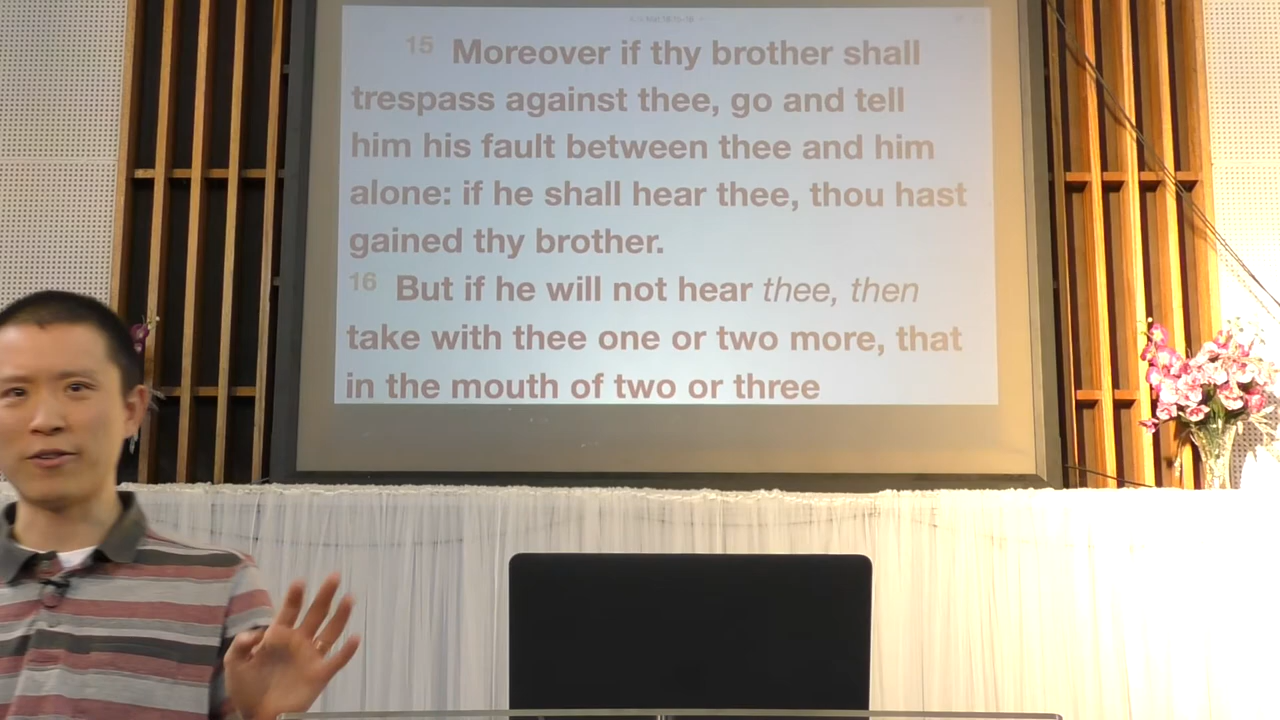 15 Moreover if thy brother shall
trespass against thee, go and tell
him his fault between thee and him
alone: if he shall hear thee, thou hast
gained thy brother.
16 But if he will not hear thee, then
take with thee one or two more, that
in the mouth of two or three